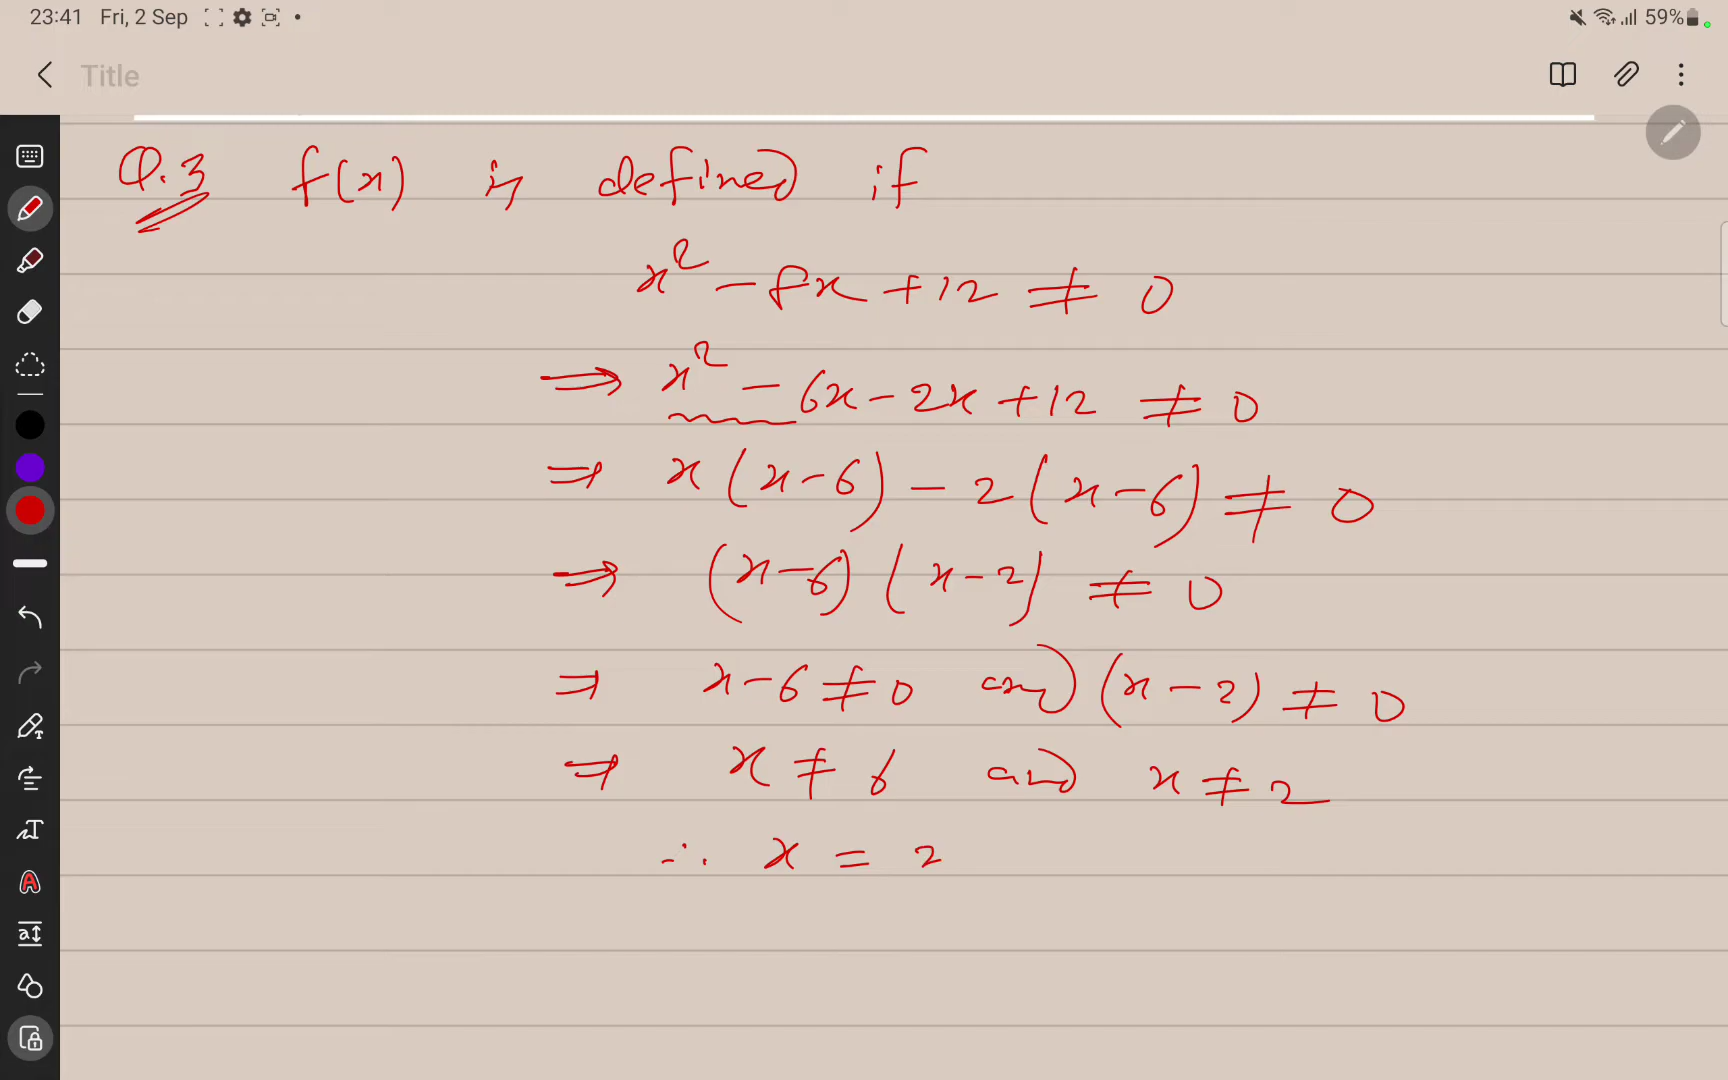 23:41 Fri, 2 Sep 59%
Title
Q.3 f(x) is defined if
x² - 8x + 12 ≠ 0
⇒ x² - 6x - 2x + 12 ≠ 0
⇒ x(x-6) - 2(x-6) ≠ 0
⇒ (x-6)(x-2) ≠ 0
⇒ x-6 ≠ 0 and (x-2) ≠ 0
⇒ x ≠ 6 and x ≠ 2
∴ x = 2